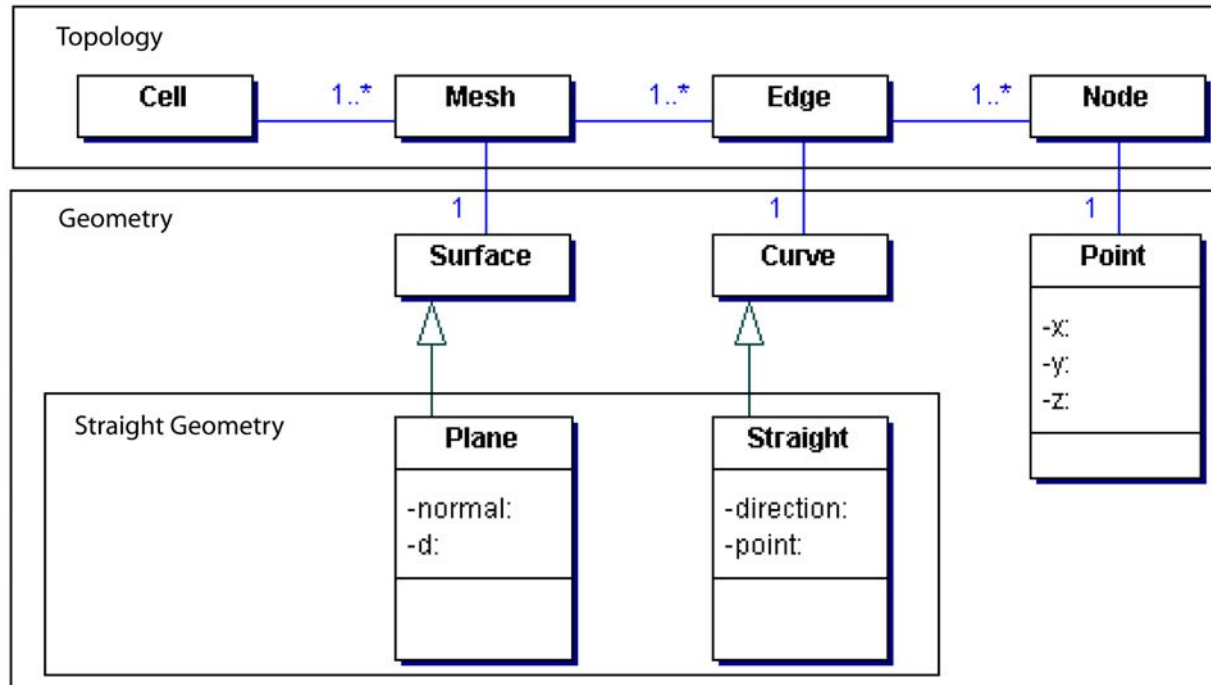 Topology
Cell
1..*
Mesh
1..*
Edge
1..*
Node
Geometry
1
1
1
Surface
Curve
Point
-x:
-y:
-z:
Straight Geometry
Plane
-normal:
-d:
Straight
-direction:
-point: